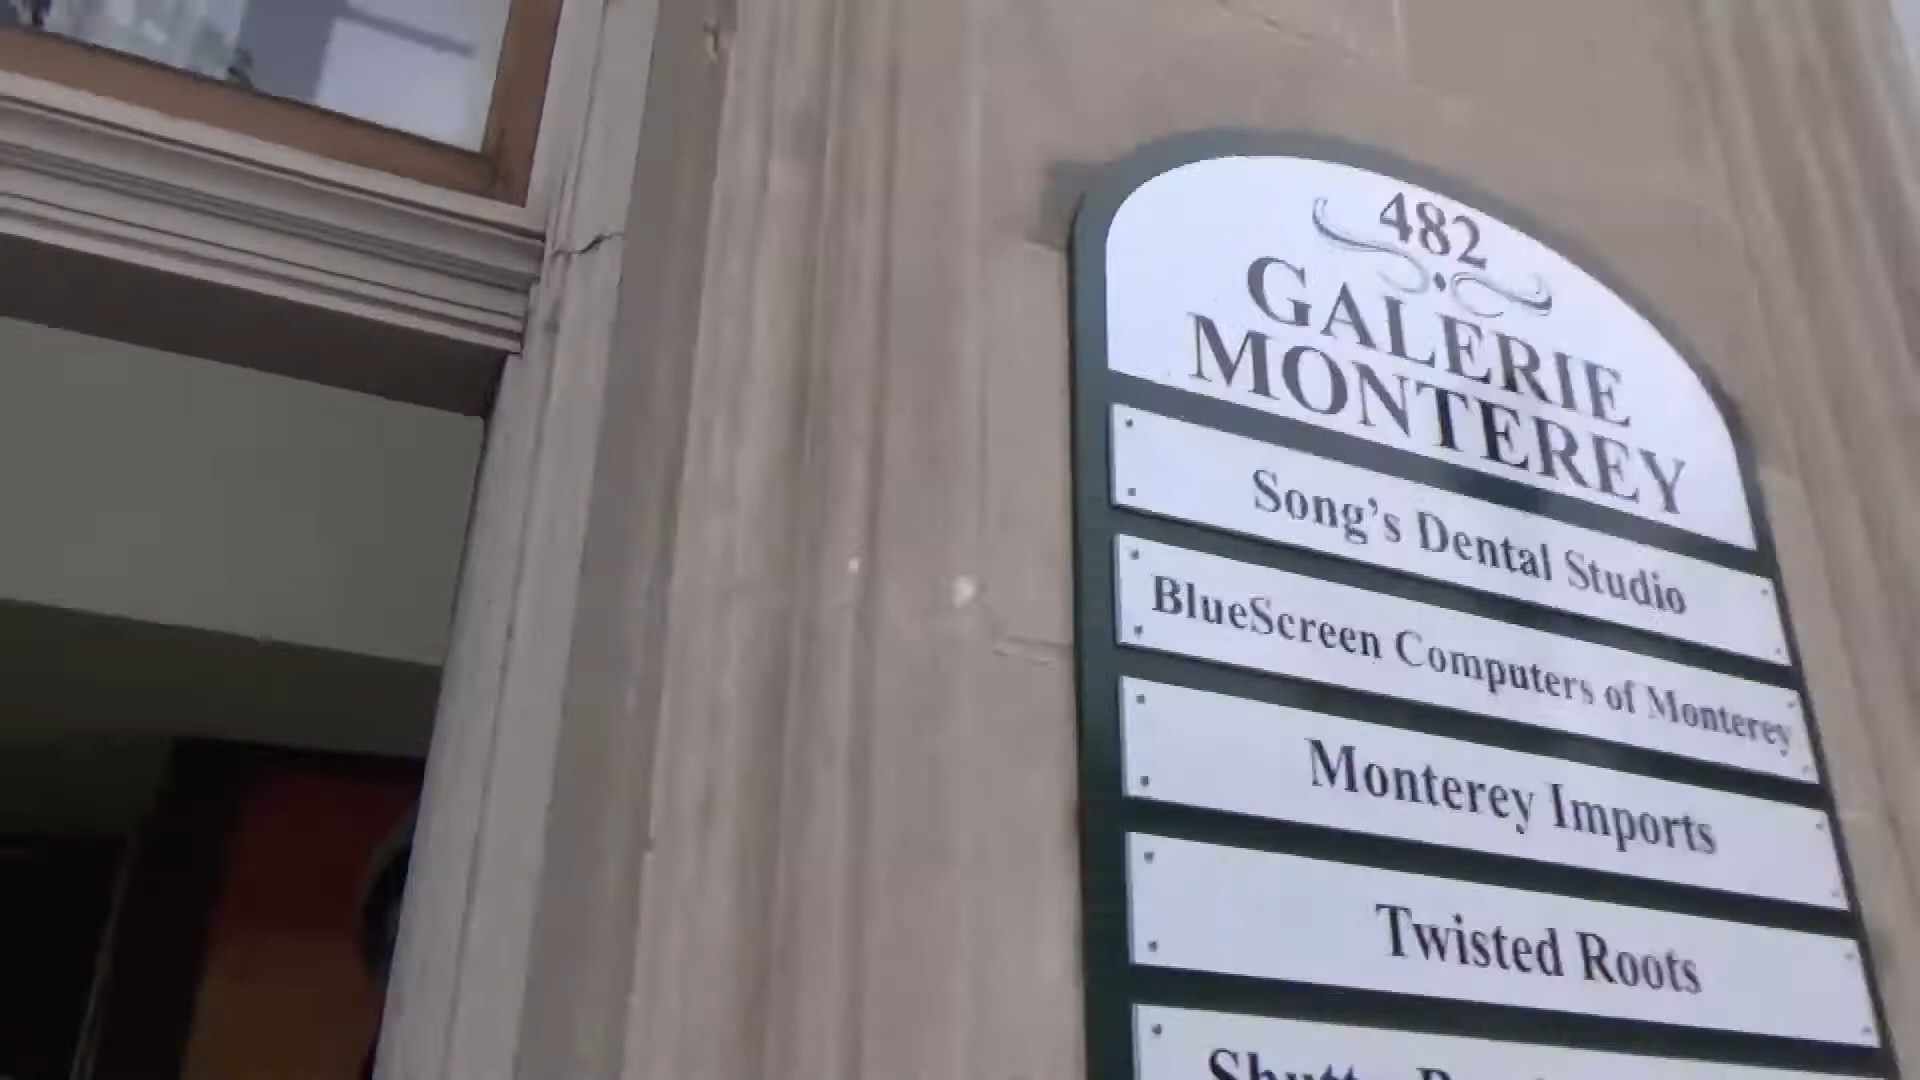 482
GALERIE
MONTEREY
Song's Dental Studio
BlueScreen Computers of Monterey
Monterey Imports
Twisted Roots